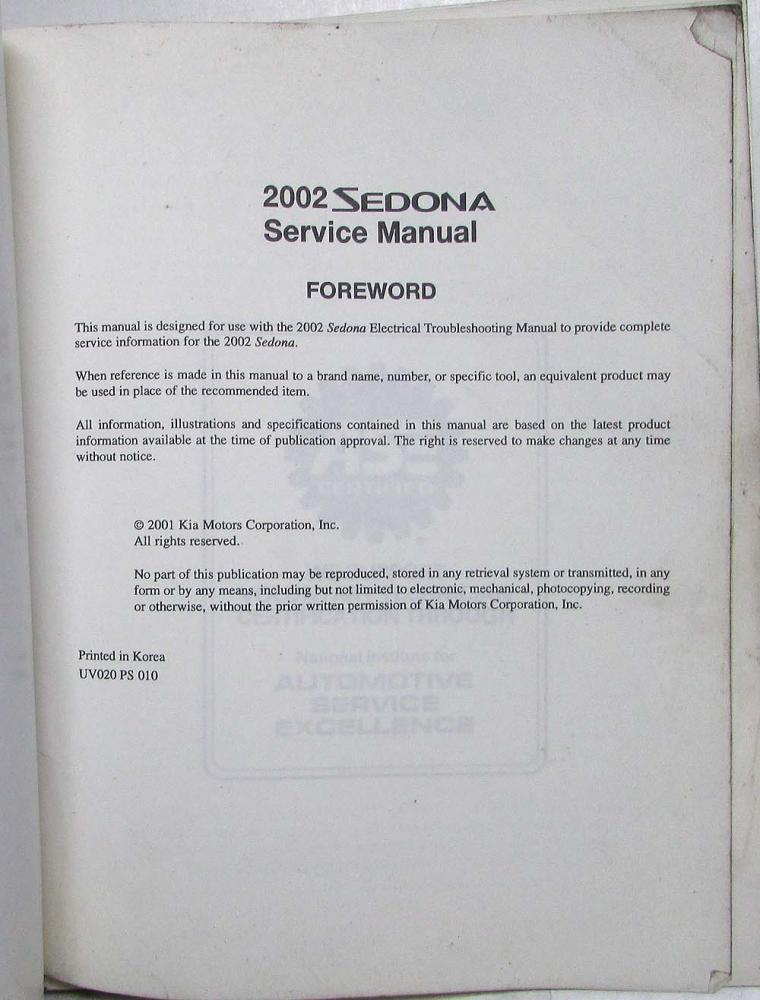 2002 SEDONA
Service Manual
FOREWORD
This manual is designed for use with the 2002 Sedona Electrical Troubleshooting Manual to provide complete
service information for the 2002 Sedona.
When reference is made in this manual to a brand name, number, or specific tool, an equivalent product may
be used in place of the recommended item.
All information, illustrations and specifications contained in this manual are based on the latest product
information available at the time of publication approval. The right is reserved to make changes at any time
without notice.
© 2001 Kia Motors Corporation, Inc.
All rights reserved.
No part of this publication may be reproduced, stored in any retrieval system or transmitted, in any
form or by any means, including but not limited to electronic, mechanical, photocopying, recording
or otherwise, without the prior written permission of Kia Motors Corporation, Inc.
CERTIFIED
CERTIFICATION THROUGH
Printed in Korea
National Institute for
UV020 PS 010
AUTOMOTIVE
SERVICE
EXCELLENCE